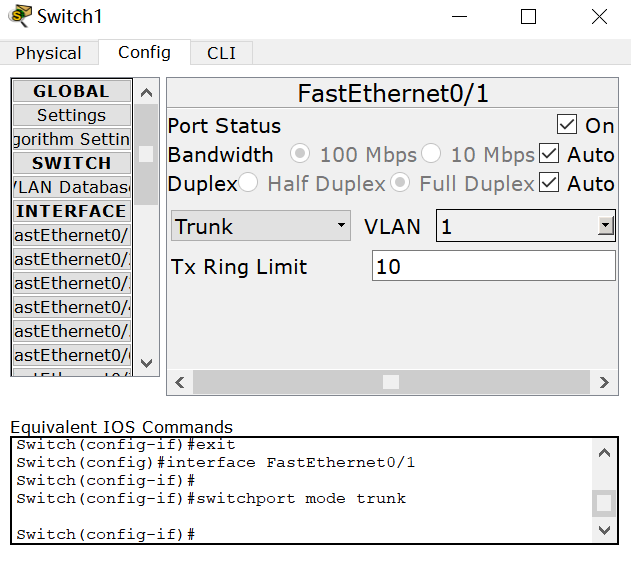 Switch1
Physical Config CLI
GLOBAL
Settings
gorithm Settin
SWITCH
VLAN Databas
INTERFACE
astEthernet0/
astEthernet0/
astEthernet0/
astEthernet0/4
astEthernet0/
astEthernet0/
FastEthernet0/1
Port Status On
Bandwidth 100 Mbps 10 Mbps Auto
Duplex Half Duplex Full Duplex Auto
Trunk VLAN 1
Tx Ring Limit 10
Equivalent IOS Commands
Switch(config-if)#exit
Switch(config)#interface FastEthernet0/1
Switch(config-if)#
Switch(config-if)#switchport mode trunk
Switch(config-if)#